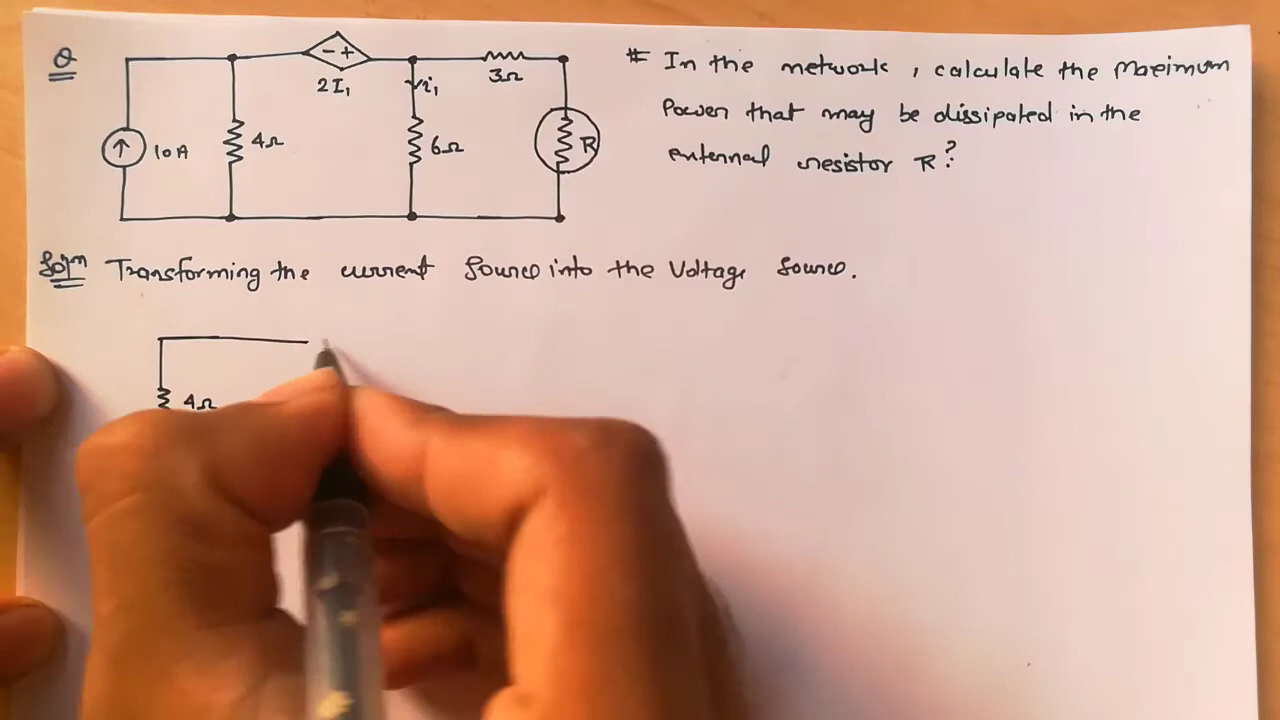 Q
- +
2I₁
i₁
3Ω
10A
4Ω
6Ω
R
# In the network, calculate the Maximum
Power that may be dissipated in the
external resistor R?
Solⁿ Transforming the current source into the Voltage source.
4Ω